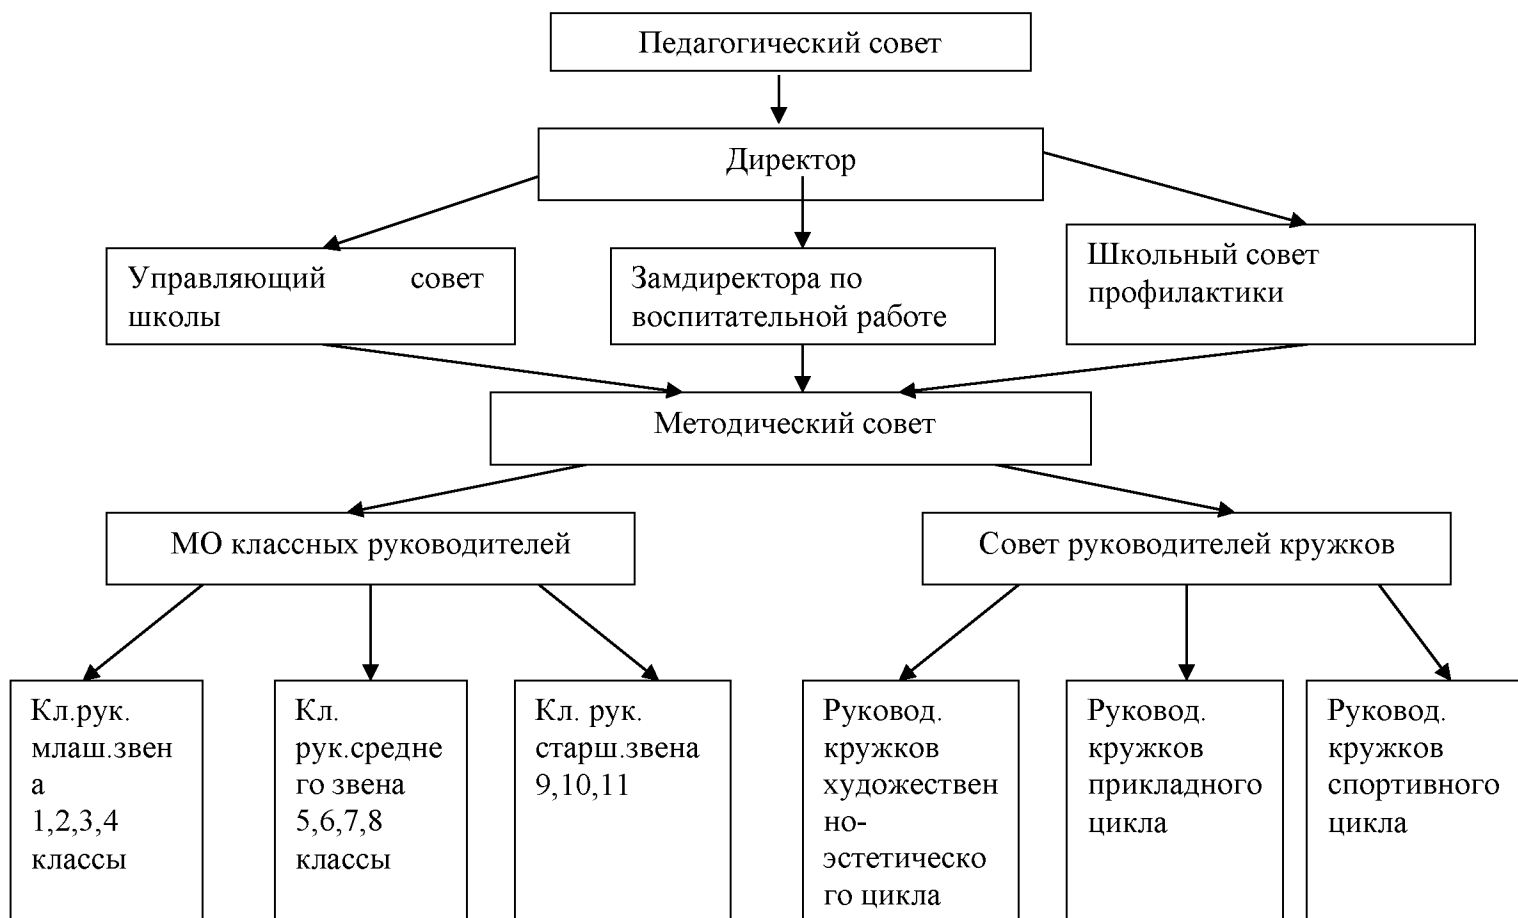 Педагогический совет
Директор
Управляющий совет
школы
Замдиректора по
воспитательной работе
Школьный совет
профилактики
Методический совет
МО классных руководителей
Совет руководителей кружков
Кл.рук.
млаш.звен
а
1,2,3,4
классы
Кл.
рук.средне
го звена
5,6,7,8
классы
Кл. рук.
старш.звена
9,10,11
Руковод.
кружков
художествен
но-
эстетическо
го цикла
Руковод.
кружков
прикладного
цикла
Руковод.
кружков
спортивного
цикла